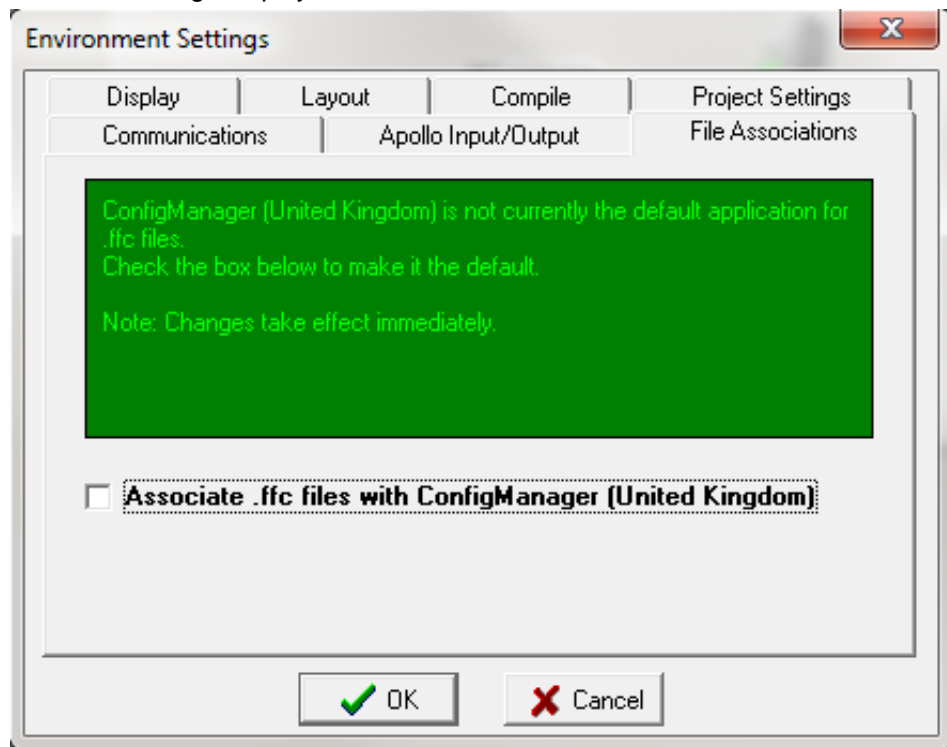 Environment Settings
Display Layout Compile Project Settings
Communications Apollo Input/Output File Associations
ConfigManager (United Kingdom) is not currently the default application for
.ffc files.
Check the box below to make it the default.
Note: Changes take effect immediately.
Associate .ffc files with ConfigManager (United Kingdom)
OK Cancel